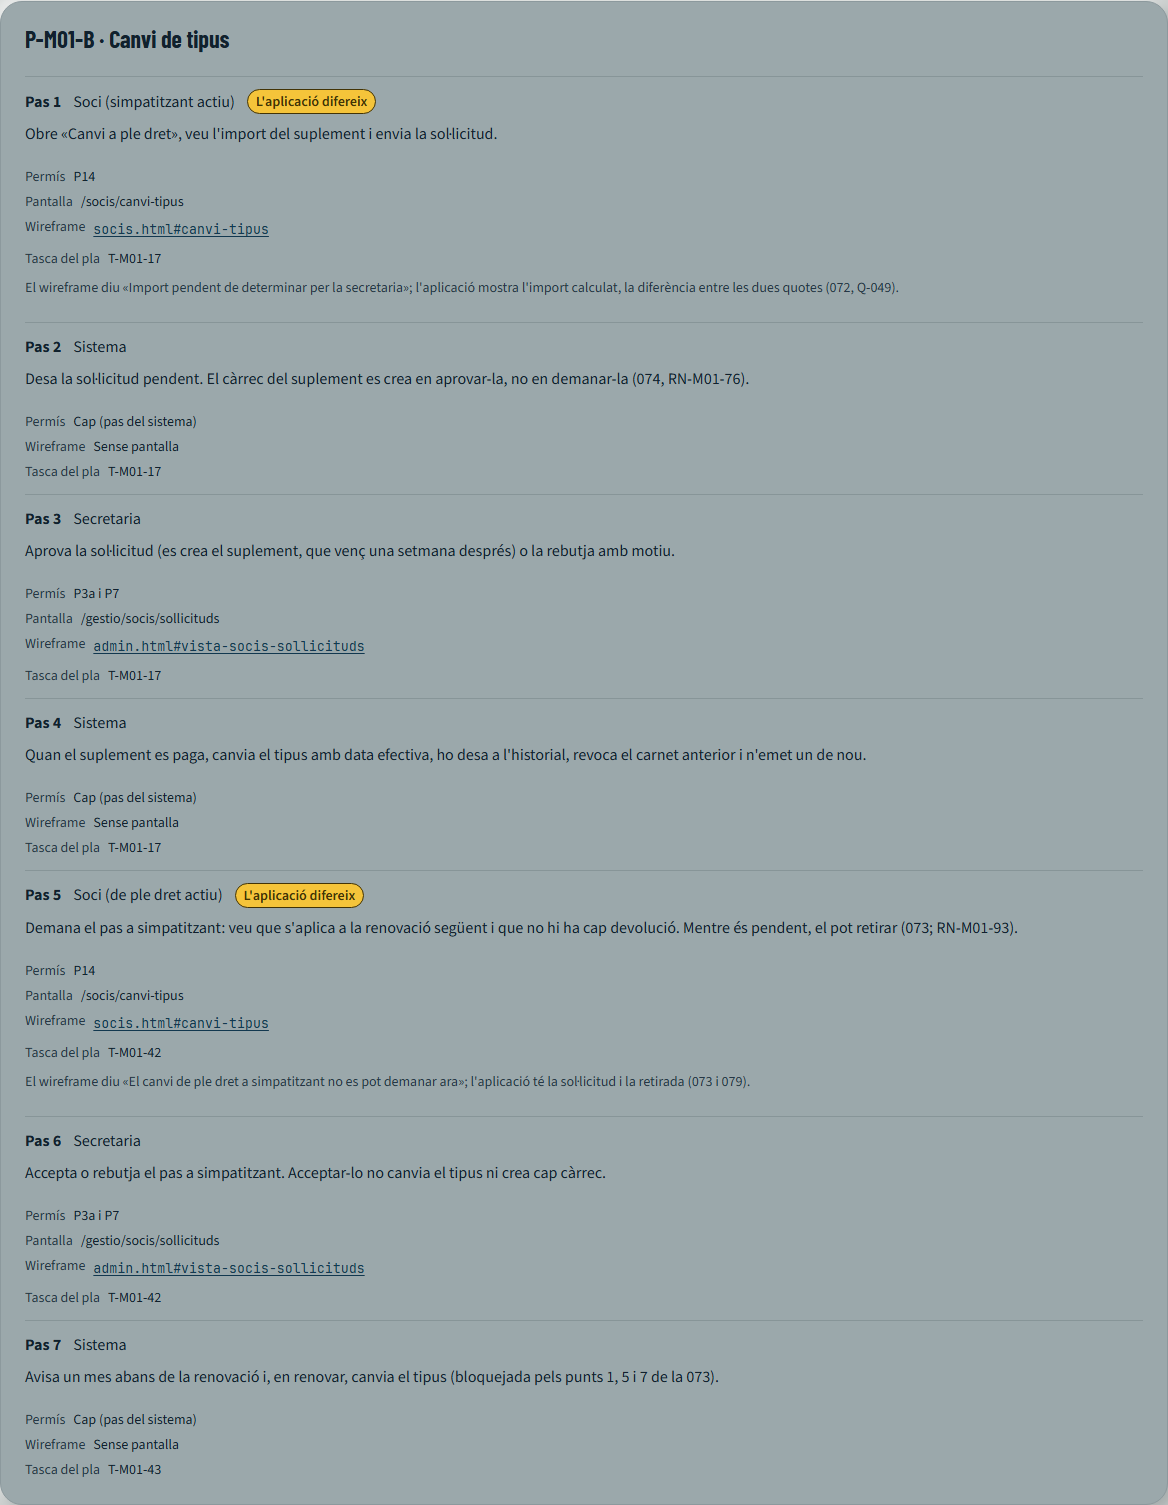 P-M01-B · Canvi de tipus
Pas 1 Soci (simpatitzant actiu) L'aplicació difereix
Obre «Canvi a ple dret», veu l'import del suplement i envia la sol·licitud.
Permís P14
Pantalla /socis/canvi-tipus
Wireframe socis.html#canvi-tipus
Tasca del pla T-M01-17
El wireframe diu «Import pendent de determinar per la secretaria»; l'aplicació mostra l'import calculat, la diferència entre les dues quotes (072, Q-049).
Pas 2 Sistema
Desa la sol·licitud pendent. El càrrec del suplement es crea en aprovar-la, no en demanar-la (074, RN-M01-76).
Permís Cap (pas del sistema)
Wireframe Sense pantalla
Tasca del pla T-M01-17
Pas 3 Secretaria
Aprova la sol·licitud (es crea el suplement, que venç una setmana després) o la rebutja amb motiu.
Permís P3a i P7
Pantalla /gestio/socis/sollicituds
Wireframe admin.html#vista-socis-sollicituds
Tasca del pla T-M01-17
Pas 4 Sistema
Quan el suplement es paga, canvia el tipus amb data efectiva, ho desa a l'historial, revoca el carnet anterior i n'emet un de nou.
Permís Cap (pas del sistema)
Wireframe Sense pantalla
Tasca del pla T-M01-17
Pas 5 Soci (de ple dret actiu) L'aplicació difereix
Demana el pas a simpatitzant: veu que s'aplica a la renovació següent i que no hi ha cap devolució. Mentre és pendent, el pot retirar (073; RN-M01-93).
Permís P14
Pantalla /socis/canvi-tipus
Wireframe socis.html#canvi-tipus
Tasca del pla T-M01-42
El wireframe diu «El canvi de ple dret a simpatitzant no es pot demanar ara»; l'aplicació té la sol·licitud i la retirada (073 i 079).
Pas 6 Secretaria
Accepta o rebutja el pas a simpatitzant. Acceptar-lo no canvia el tipus ni crea cap càrrec.
Permís P3a i P7
Pantalla /gestio/socis/sollicituds
Wireframe admin.html#vista-socis-sollicituds
Tasca del pla T-M01-42
Pas 7 Sistema
Avisa un mes abans de la renovació i, en renovar, canvia el tipus (bloquejada pels punts 1, 5 i 7 de la 073).
Permís Cap (pas del sistema)
Wireframe Sense pantalla
Tasca del pla T-M01-43